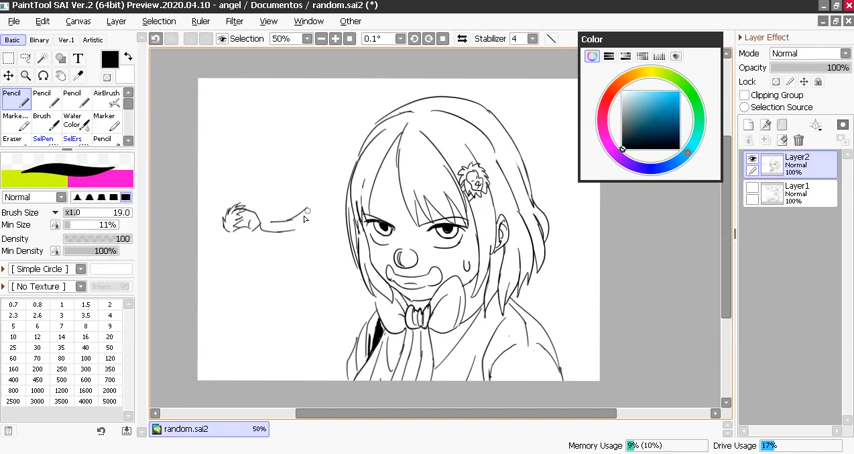 PaintTool SAI Ver.2 (64bit) Preview.2020.04.10 - angel / Documentos / random.sai2 (*)
File Edit Canvas Layer Selection Ruler Filter View Window Other
Basic Binary Ver.1 Artistic
Selection 50% 0.1° Stabilizer 4
T
Color
Pencil Pencil Pencil AirBrush
Marke... Brush Water Color Marker
Eraser SelPen SelErs Pencil
Normal
Brush Size x1.0 19.0
Min Size 11%
Density 100
Min Density 100%
[ Simple Circle ]
[ No Texture ]
0.7 0.8 1 1.5 2
2.3 2.6 3 3.5 4
5 6 7 8 9
10 12 14 16 20
25 30 35 40 50
60 70 80 100 120
160 200 250 300 350
400 450 500 600 700
800 1000 1200 1600 2000
2500 3000 3500 4000 5000
Layer Effect
Mode Normal
Opacity 100%
Lock
Clipping Group
Selection Source
Layer2
Normal
100%
Layer1
Normal
100%
random.sai2 50%
Memory Usage 9% (10%) Drive Usage 17%